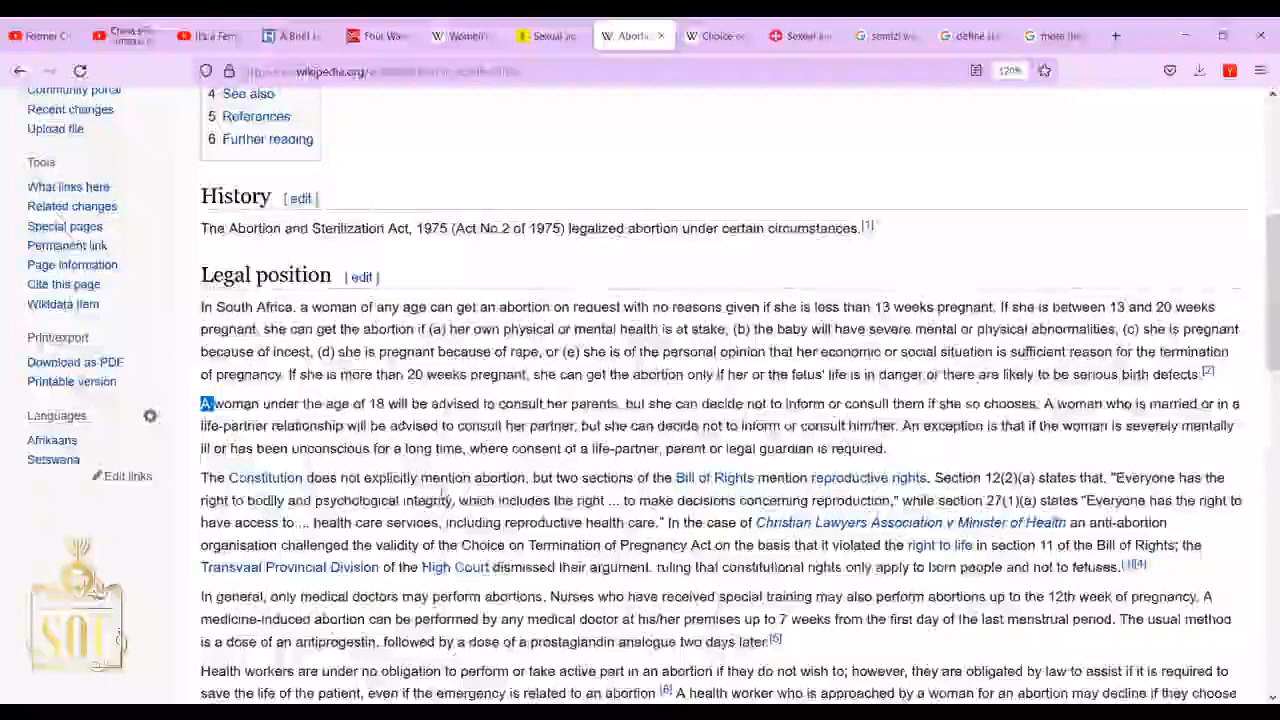 Former C
China's
It's a Fem
A Brief
Four Wav
Women'
Sexual
Aborti
Choice o
Sexual
define
more the
wikipedia.org
120%
Community portal
Recent changes
Upload file
Tools
What links here
Related changes
Special pages
Permanent link
Page information
Cite this page
Wikidata item
Print/export
Download as PDF
Printable version
Languages
Afrikaans
Setswana
Edit links
SOE
4 See also
5 References
6 Further reading
History [ edit ]
The Abortion and Sterilization Act, 1975 (Act No.2 of 1975) legalized abortion under certain circumstances.[1]
Legal position [ edit ]
In South Africa, a woman of any age can get an abortion on request with no reasons given if she is less than 13 weeks pregnant. If she is between 13 and 20 weeks
pregnant, she can get the abortion if (a) her own physical or mental health is at stake, (b) the baby will have severe mental or physical abnormalities, (c) she is pregnant
because of incest, (d) she is pregnant because of rape, or (e) she is of the personal opinion that her economic or social situation is sufficient reason for the termination
of pregnancy. If she is more than 20 weeks pregnant, she can get the abortion only if her or the fetus' life is in danger or there are likely to be serious birth defects.[2]
A woman under the age of 18 will be advised to consult her parents, but she can decide not to inform or consult them if she so chooses. A woman who is married or in a
life-partner relationship will be advised to consult her partner, but she can decide not to inform or consult him/her. An exception is that if the woman is severely mentally
ill or has been unconscious for a long time, where consent of a life-partner, parent or legal guardian is required.
The Constitution does not explicitly mention abortion, but two sections of the Bill of Rights mention reproductive rights. Section 12(2)(a) states that, "Everyone has the
right to bodily and psychological integrity, which includes the right ... to make decisions concerning reproduction," while section 27(1)(a) states "Everyone has the right to
have access to ... health care services, including reproductive health care." In the case of Christian Lawyers Association v Minister of Health an anti-abortion
organisation challenged the validity of the Choice on Termination of Pregnancy Act on the basis that it violated the right to life in section 11 of the Bill of Rights; the
Transvaal Provincial Division of the High Court dismissed their argument, ruling that constitutional rights only apply to born people and not to fetuses.[3][4]
In general, only medical doctors may perform abortions. Nurses who have received special training may also perform abortions up to the 12th week of pregnancy. A
medicine-induced abortion can be performed by any medical doctor at his/her premises up to 7 weeks from the first day of the last menstrual period. The usual method
is a dose of an antiprogestin, followed by a dose of a prostaglandin analogue two days later.[5]
Health workers are under no obligation to perform or take active part in an abortion if they do not wish to; however, they are obligated by law to assist if it is required to
save the life of the patient, even if the emergency is related to an abortion.[6] A health worker who is approached by a woman for an abortion may decline if they choose